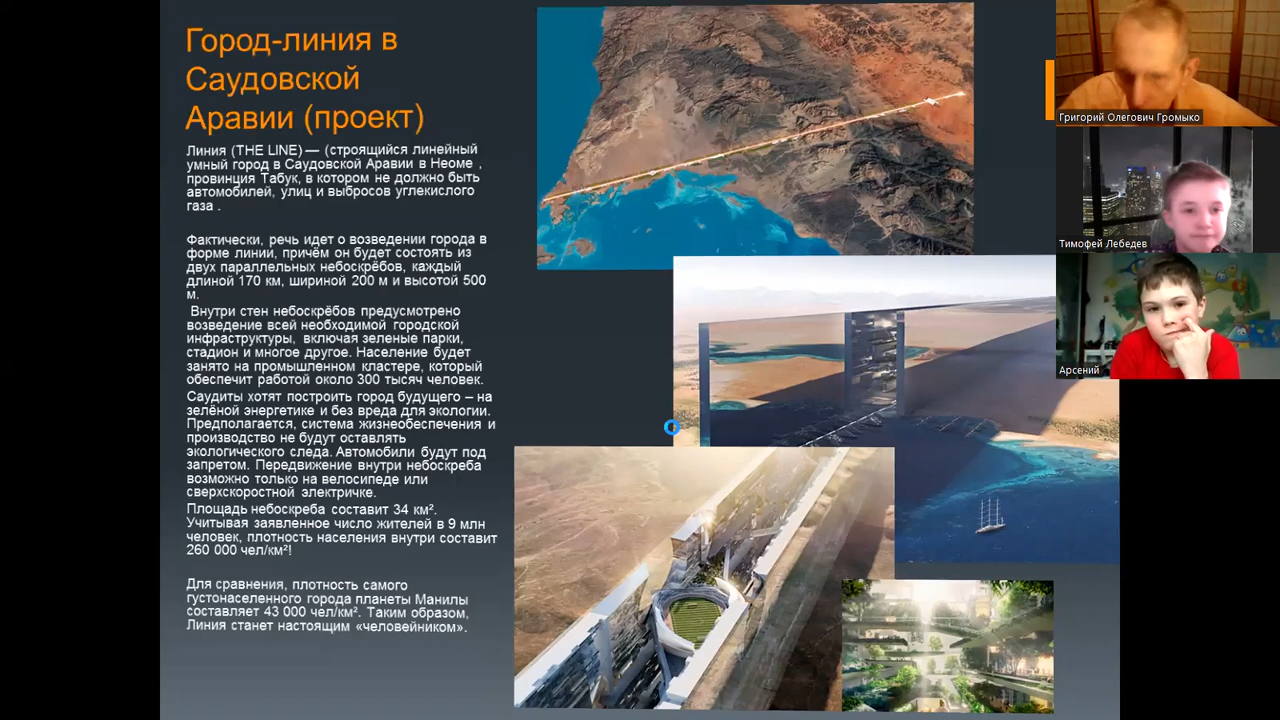 Город-линия в
Саудовской
Аравии (проект)
Линия (THE LINE) — (строящийся линейный
умный город в Саудовской Аравии в Неоме ,
провинция Табук, в котором не должно быть
автомобилей, улиц и выбросов углекислого
газа .
Фактически, речь идет о возведении города в
форме линии, причём он будет состоять из
двух параллельных небоскрёбов, каждый
длиной 170 км, шириной 200 м и высотой 500
м.
Внутри стен небоскрёбов предусмотрено
возведение всей необходимой городской
инфраструктуры, включая зеленые парки,
стадион и многое другое. Население будет
занято на промышленном кластере, который
обеспечит работой около 300 тысяч человек.
Саудиты хотят построить город будущего – на
зелёной энергетике и без вреда для экологии.
Предполагается, система жизнеобеспечения и
производство не будут оставлять
экологического следа. Автомобили будут под
запретом. Передвижение внутри небоскреба
возможно только на велосипеде или
сверхскоростной электричке.
Площадь небоскреба составит 34 км².
Учитывая заявленное число жителей в 9 млн
человек, плотность населения внутри составит
260 000 чел/км²!
Для сравнения, плотность самого
густонаселенного города планеты Манилы
составляет 43 000 чел/км². Таким образом,
Линия станет настоящим «человейником».
Григорий Олегович Громыко
Тимофей Лебедев
Арсений